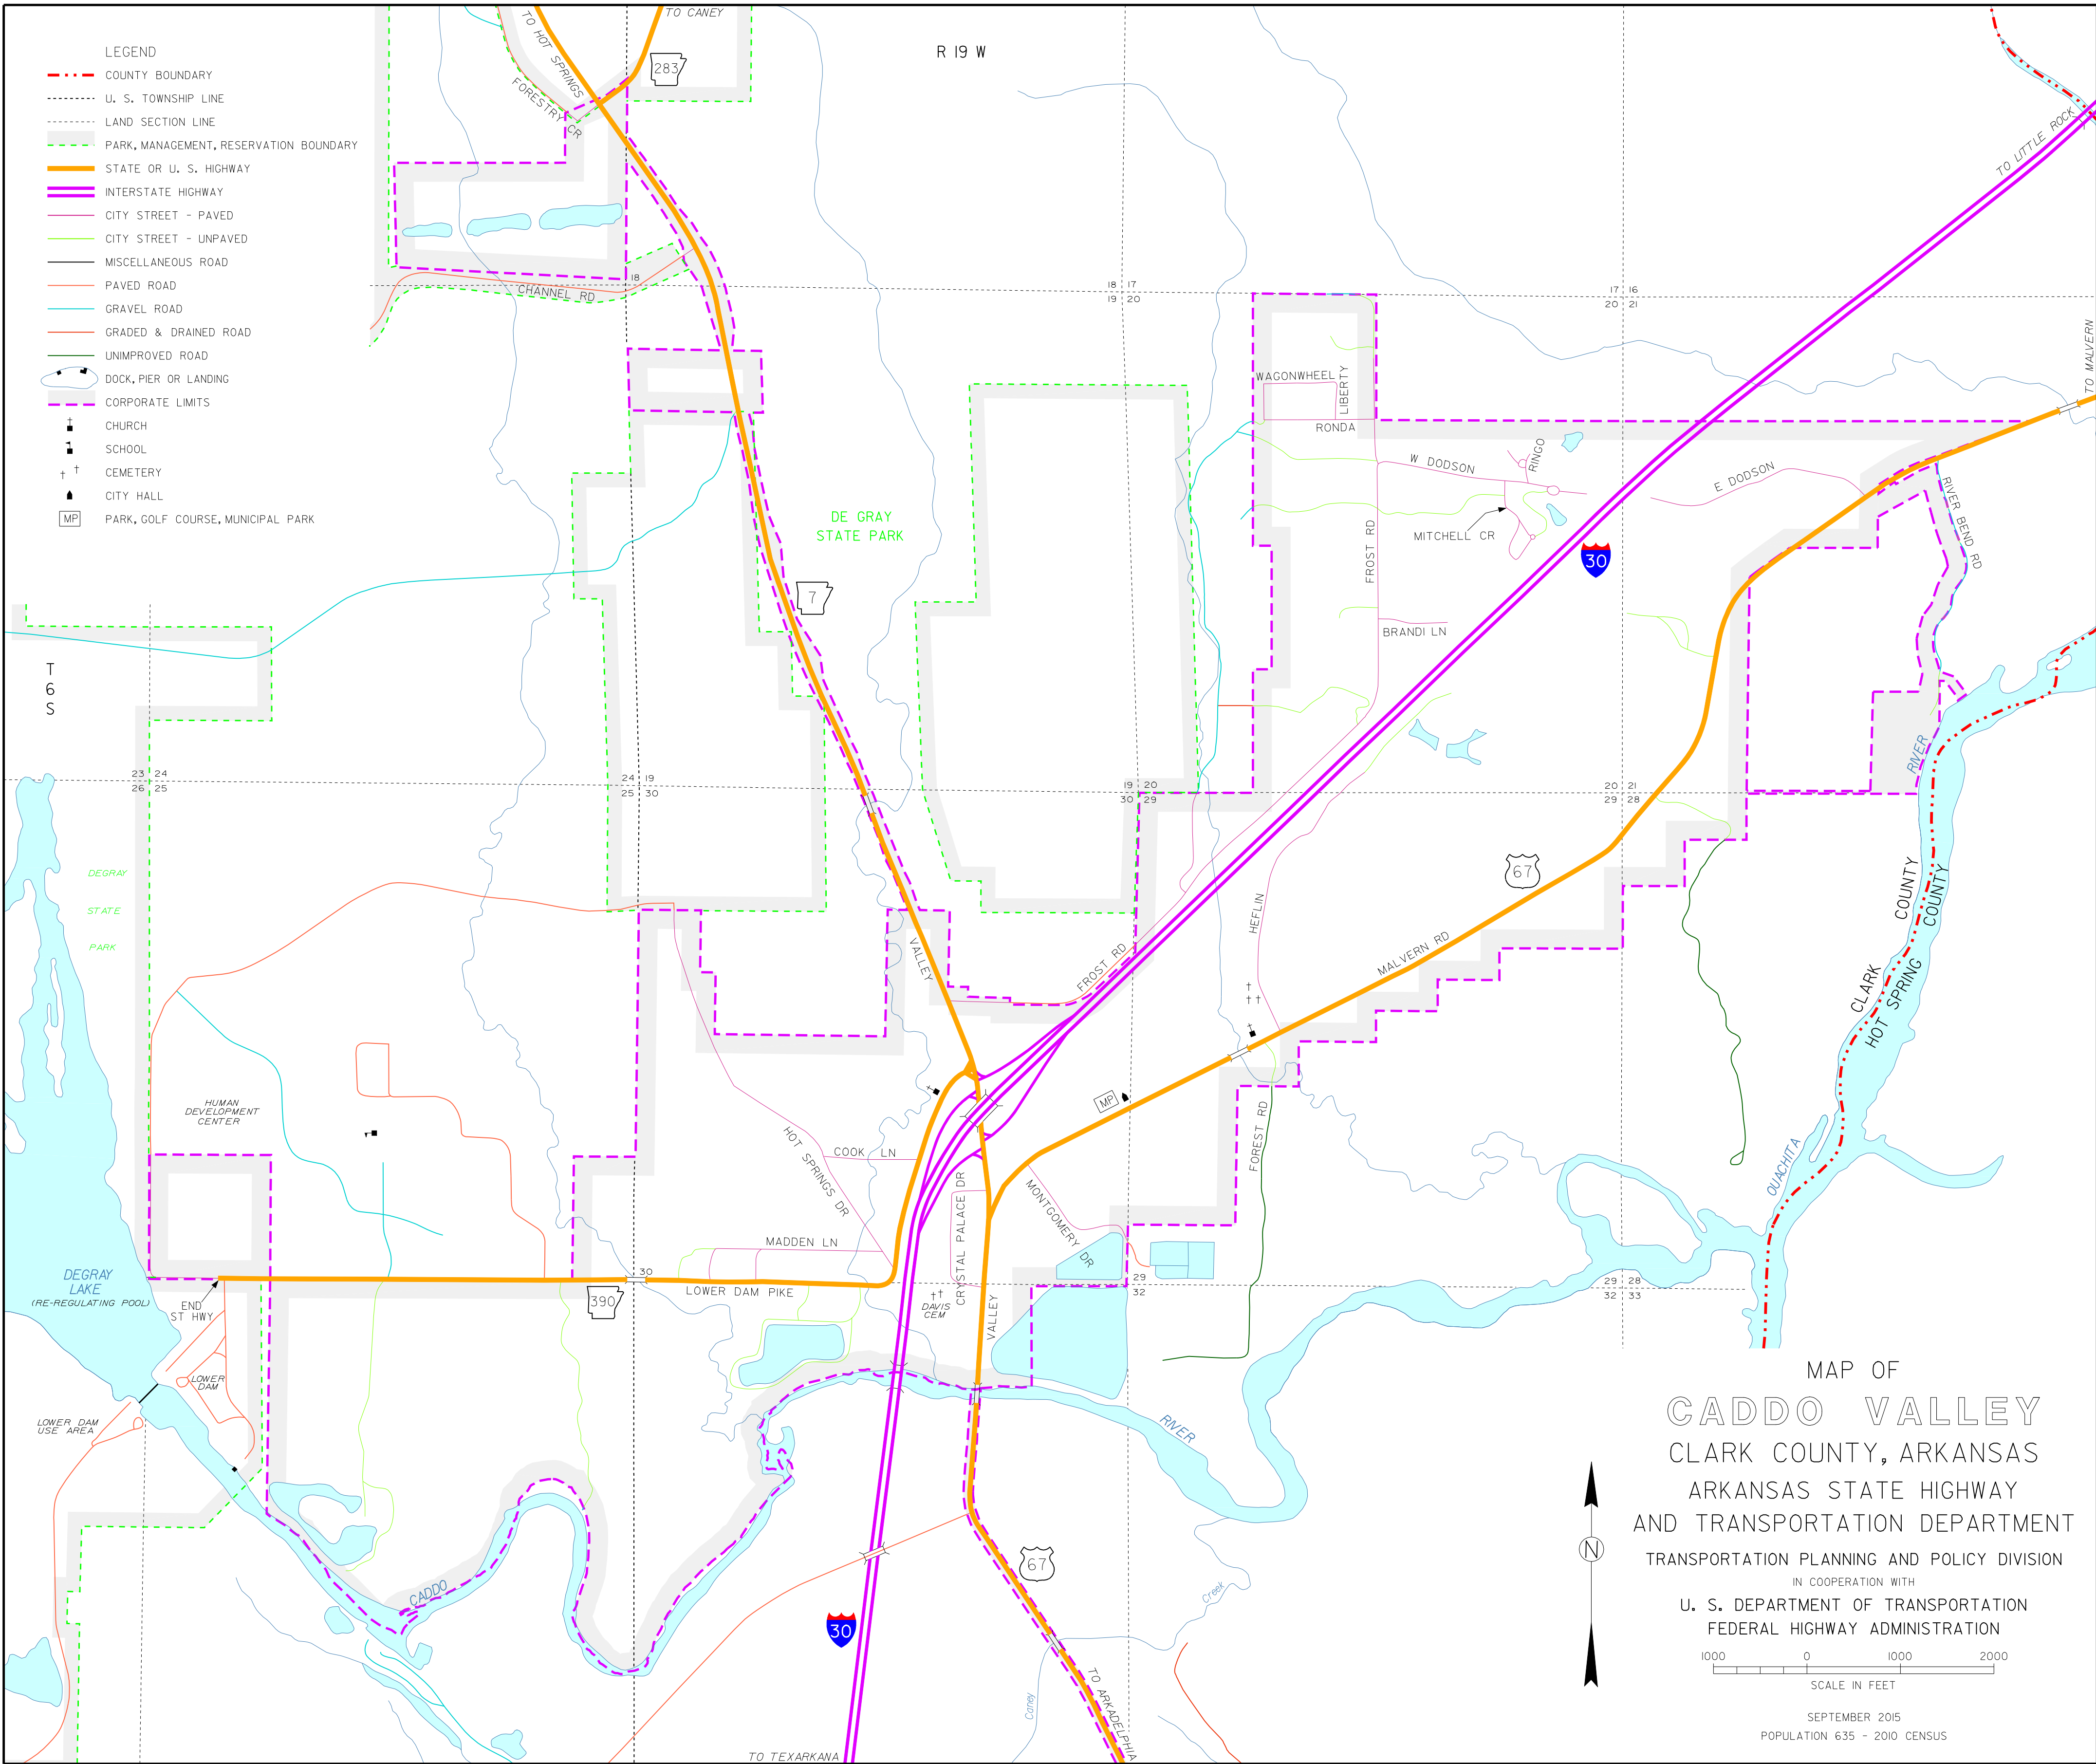 LEGEND
COUNTY BOUNDARY
U. S. TOWNSHIP LINE
LAND SECTION LINE
PARK, MANAGEMENT, RESERVATION BOUNDARY
STATE OR U. S. HIGHWAY
INTERSTATE HIGHWAY
CITY STREET - PAVED
CITY STREET - UNPAVED
MISCELLANEOUS ROAD
PAVED ROAD
GRAVEL ROAD
GRADED & DRAINED ROAD
UNIMPROVED ROAD
DOCK, PIER OR LANDING
CORPORATE LIMITS
CHURCH
SCHOOL
CEMETERY
CITY HALL
MP PARK, GOLF COURSE, MUNICIPAL PARK
TO HOT SPRINGS
TO CANEY
283
FORESTRY CR
R 19 W
TO LITTLE ROCK
CHANNEL RD
18
18 17
19 20
17 16
20 21
TO MALVERN
WAGONWHEEL
LIBERTY
RONDA
W DODSON
RINGO
E DODSON
MITCHELL CR
FROST RD
RIVER BEND RD
30
BRANDI LN
DE GRAY
STATE PARK
7
T
6
S
23 24
26 25
24 19
25 30
19 20
30 29
20 21
29 28
RIVER
DEGRAY
STATE
PARK
67
VALLEY
FROST RD
HEFLIN
MALVERN RD
CLARK COUNTY
HOT SPRING COUNTY
HUMAN
DEVELOPMENT
CENTER
MP
HOT SPRINGS DR
COOK LN
CRYSTAL PALACE DR
MONTGOMERY DR
FOREST RD
OUACHITA
MADDEN LN
DEGRAY
LAKE
(RE-REGULATING POOL)
END
ST HWY
30
390
LOWER DAM PIKE
DAVIS
CEM
VALLEY
29
32
29 28
32 33
LOWER
DAM
LOWER DAM
USE AREA
RIVER
CADDO
67
30
Creek
Caney
TO ARKADELPHIA
TO TEXARKANA
MAP OF
CADDO VALLEY
CLARK COUNTY, ARKANSAS
ARKANSAS STATE HIGHWAY
AND TRANSPORTATION DEPARTMENT
TRANSPORTATION PLANNING AND POLICY DIVISION
IN COOPERATION WITH
U. S. DEPARTMENT OF TRANSPORTATION
FEDERAL HIGHWAY ADMINISTRATION
N
1000 0 1000 2000
SCALE IN FEET
SEPTEMBER 2015
POPULATION 635 - 2010 CENSUS